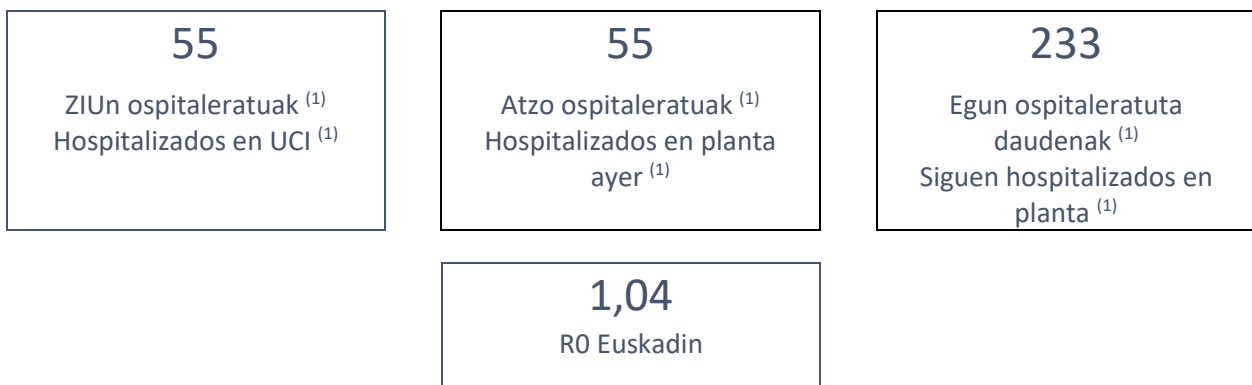 55
ZIUn ospitaleratuak (1)
Hospitalizados en UCI (1)
55
Atzo ospitaleratuak (1)
Hospitalizados en planta
ayer (1)
233
Egun ospitaleratuta
daudenak (1)
Siguen hospitalizados en
planta (1)
1,04
R0 Euskadin